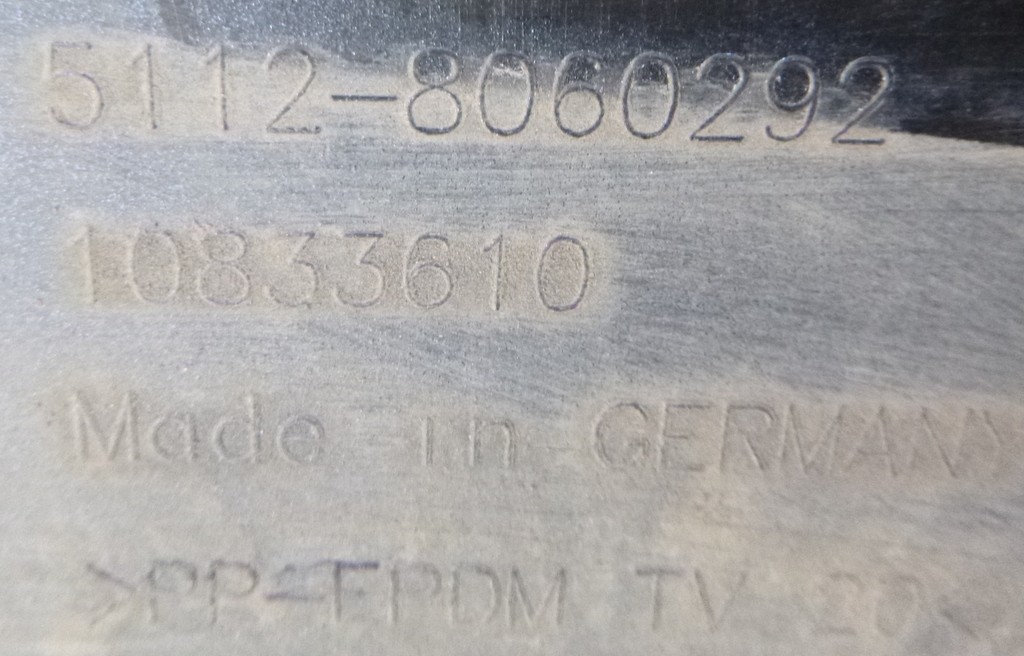 5112-8060292
10833610
Made in GERMANY
>PP-EPDM TV 20<